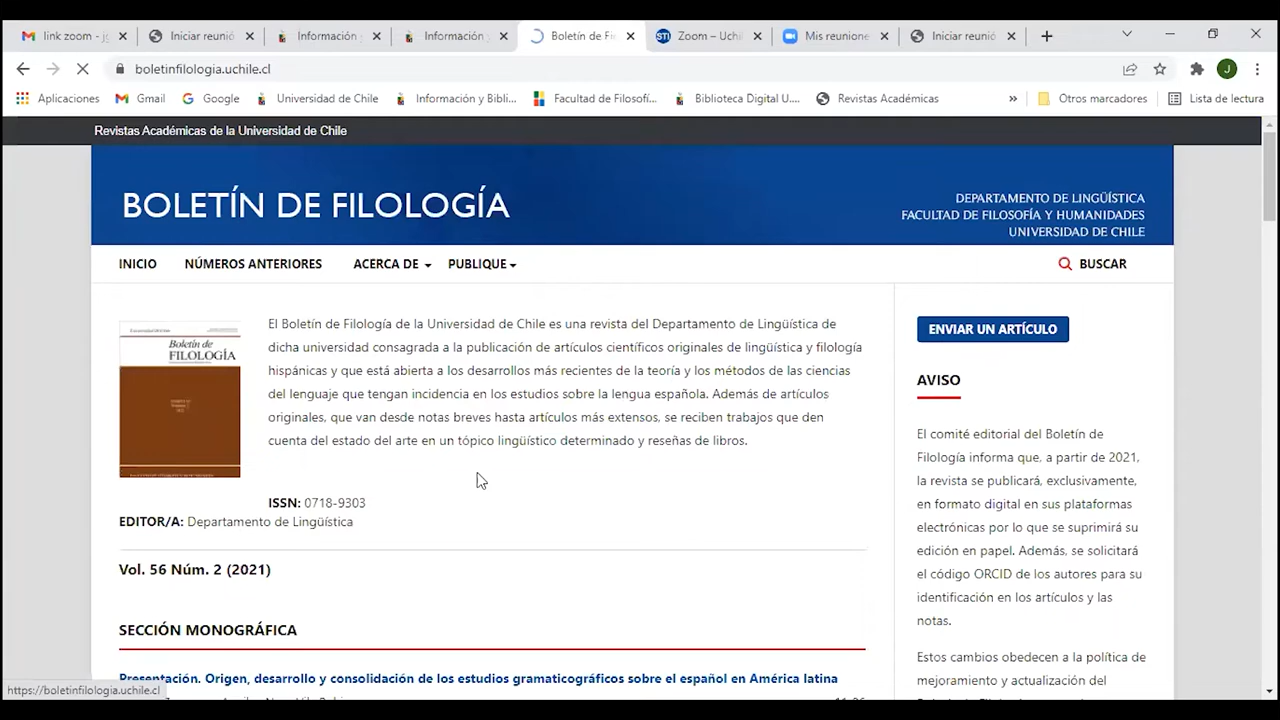 link zoom - jg
Iniciar reunió
Información
Información y
Boletín de Fi
STI
Zoom – Uchi
Mis reunione
Iniciar reunió
boletinfilologia.uchile.cl
J
Aplicaciones
Gmail
Google
Universidad de Chile
Información y Bibli...
Facultad de Filosofí...
Biblioteca Digital U....
Revistas Académicas
»
Otros marcadores
Lista de lectura
Revistas Académicas de la Universidad de Chile
BOLETÍN DE FILOLOGÍA
DEPARTAMENTO DE LINGÜÍSTICA
FACULTAD DE FILOSOFÍA Y HUMANIDADES
UNIVERSIDAD DE CHILE
INICIO
NÚMEROS ANTERIORES
ACERCA DE
PUBLIQUE
BUSCAR
Boletín de
FILOLOGÍA
El Boletín de Filología de la Universidad de Chile es una revista del Departamento de Lingüística de
dicha universidad consagrada a la publicación de artículos científicos originales de lingüística y filología
hispánicas y que está abierta a los desarrollos más recientes de la teoría y los métodos de las ciencias
del lenguaje que tengan incidencia en los estudios sobre la lengua española. Además de artículos
originales, que van desde notas breves hasta artículos más extensos, se reciben trabajos que den
cuenta del estado del arte en un tópico lingüístico determinado y reseñas de libros.
ISSN: 0718-9303
EDITOR/A: Departamento de Lingüística
Vol. 56 Núm. 2 (2021)
SECCIÓN MONOGRÁFICA
Presentación. Origen, desarrollo y consolidación de los estudios gramaticográficos sobre el español en América latina
ENVIAR UN ARTÍCULO
AVISO
El comité editorial del Boletín de
Filología informa que, a partir de 2021,
la revista se publicará, exclusivamente,
en formato digital en sus plataformas
electrónicas por lo que se suprimirá su
edición en papel. Además, se solicitará
el código ORCID de los autores para su
identificación en los artículos y las
notas.
Estos cambios obedecen a la política de
mejoramiento y actualización del
https://boletinfilologia.uchile.cl